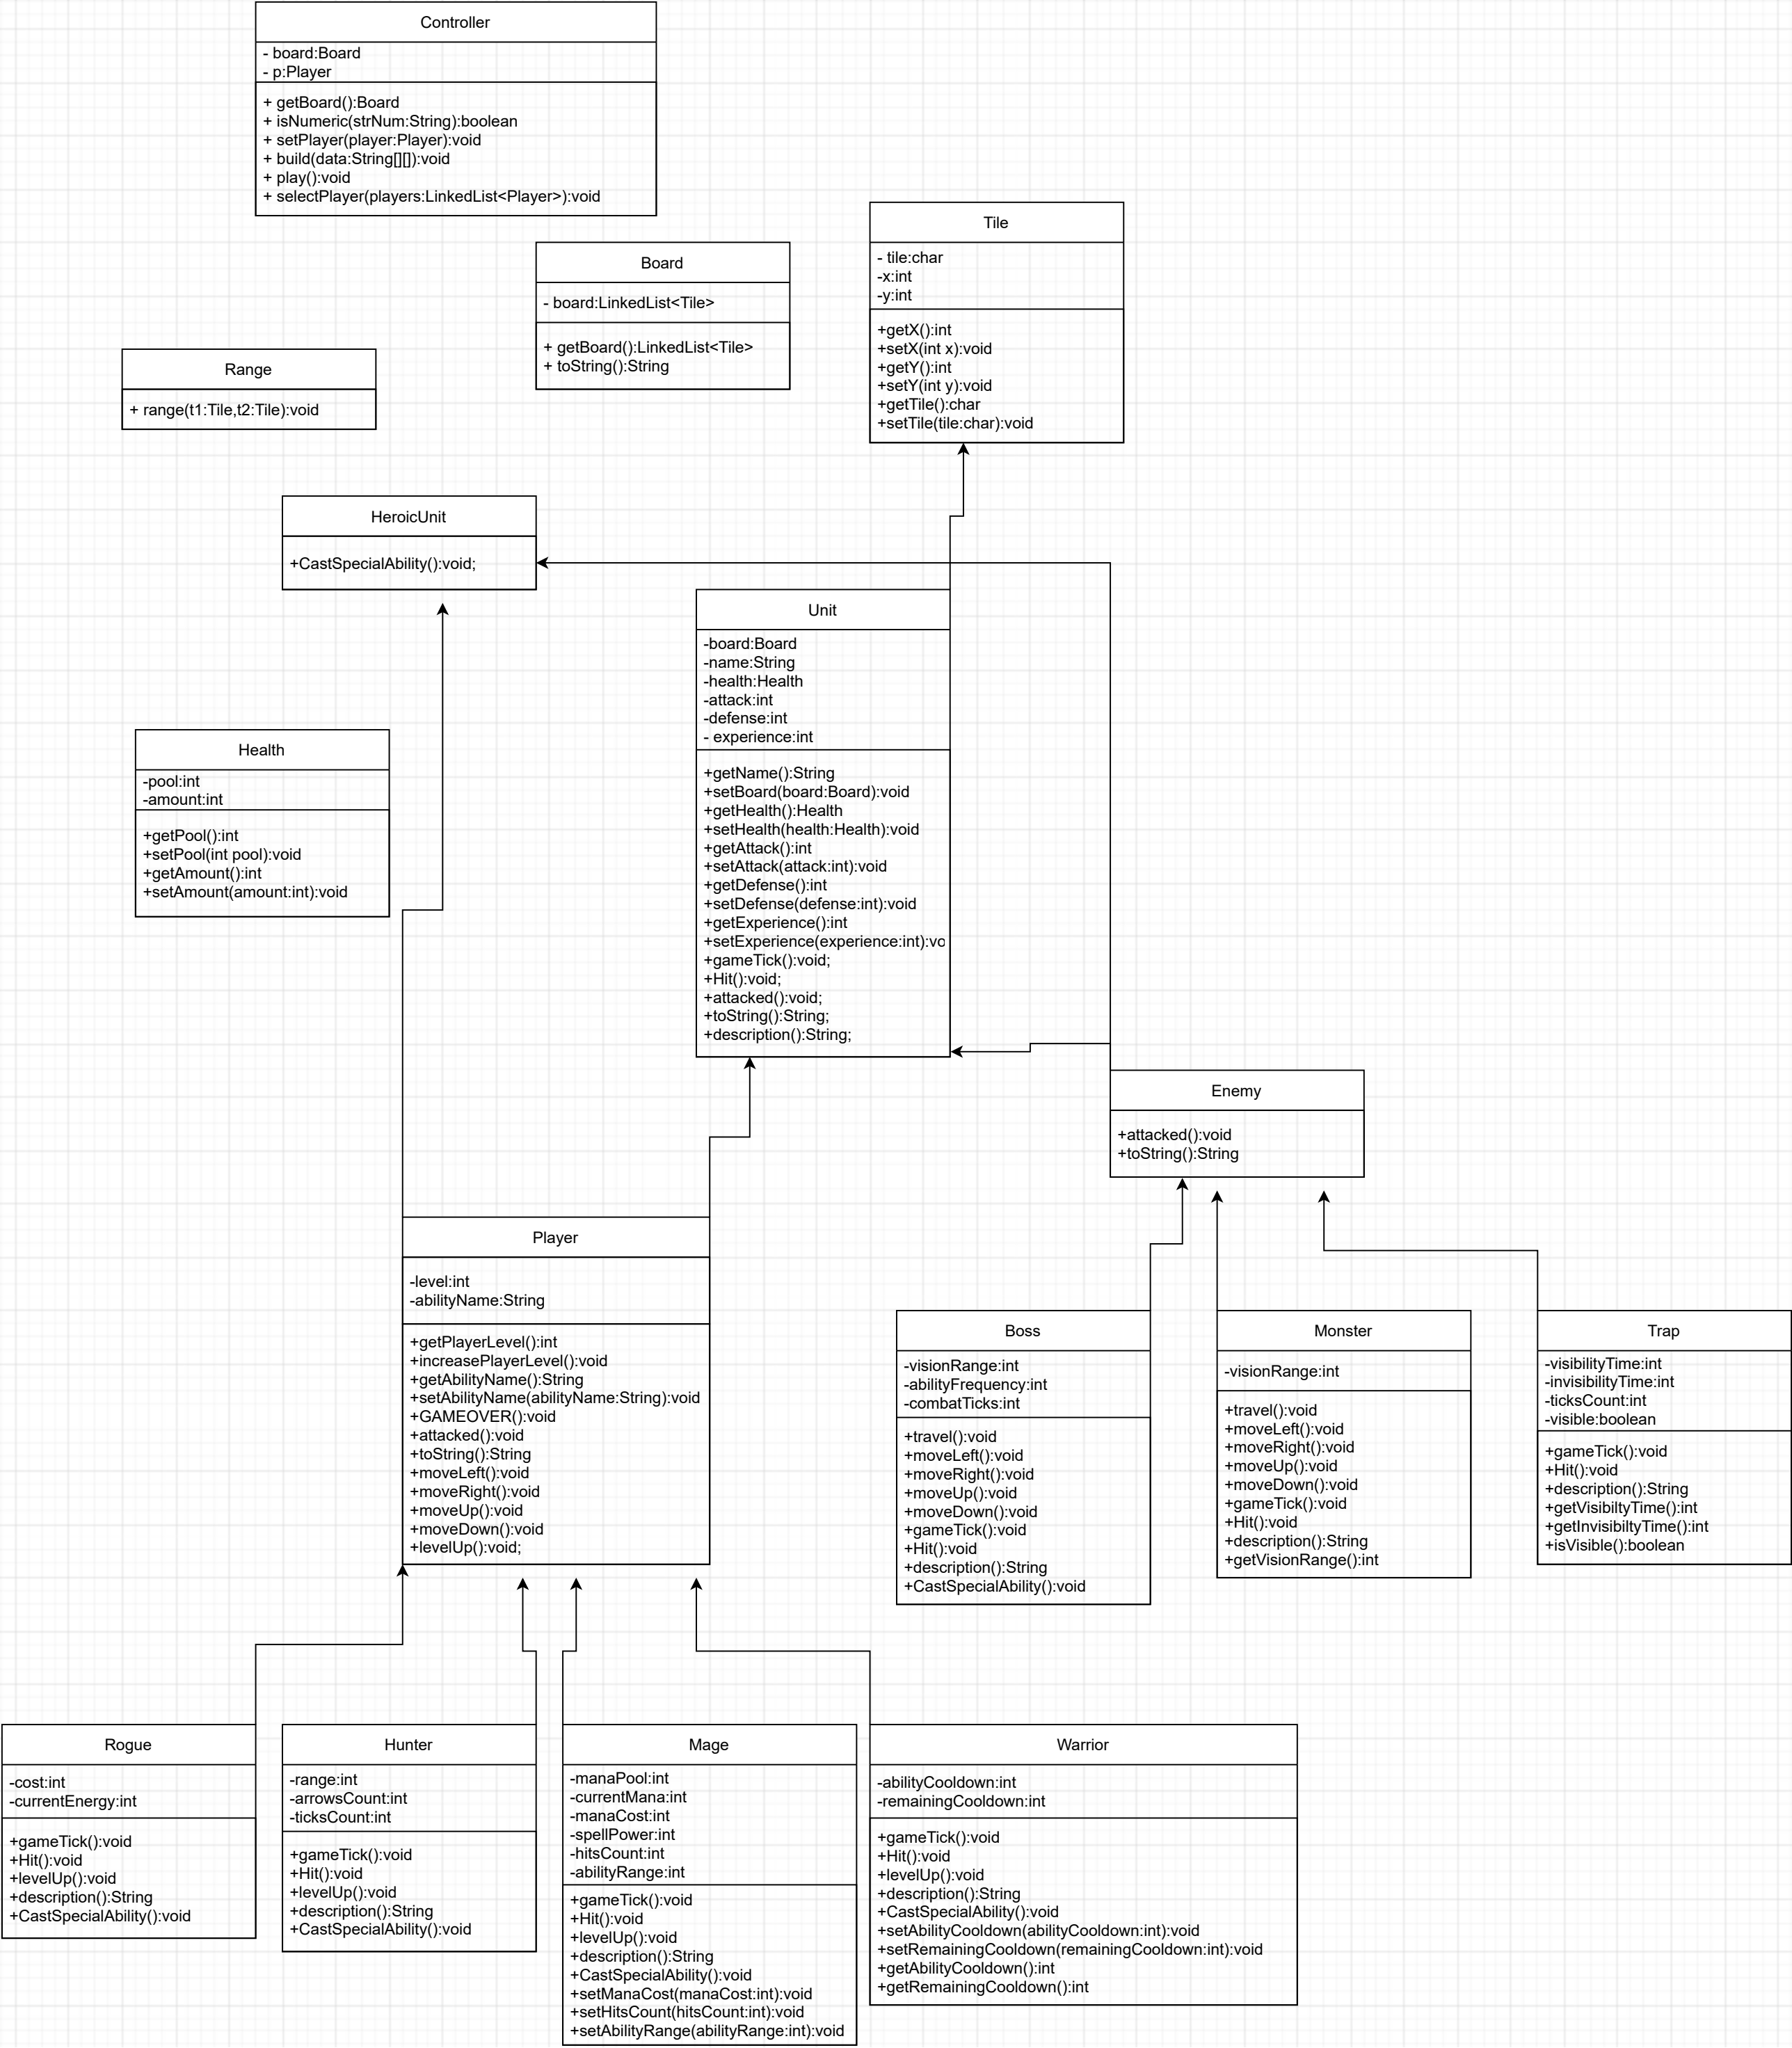 Controller
- board:Board
- p:Player
+ getBoard():Board
+ isNumeric(strNum:String):boolean
+ setPlayer(player:Player):void
+ build(data:String[][]):void
+ play():void
+ selectPlayer(players:LinkedList<Player>):void
Tile
- tile:char
-x:int
-y:int
+getX():int
+setX(int x):void
+getY():int
+setY(int y):void
+getTile():char
+setTile(tile:char):void
Board
- board:LinkedList<Tile>
+ getBoard():LinkedList<Tile>
+ toString():String
Range
+ range(t1:Tile,t2:Tile):void
HeroicUnit
+CastSpecialAbility():void;
Unit
-board:Board
-name:String
-health:Health
-attack:int
-defense:int
- experience:int
+getName():String
+setBoard(board:Board):void
+getHealth():Health
+setHealth(health:Health):void
+getAttack():int
+setAttack(attack:int):void
+getDefense():int
+setDefense(defense:int):void
+getExperience():int
+setExperience(experience:int):vo
+gameTick():void;
+Hit():void;
+attacked():void;
+toString():String;
+description():String;
Health
-pool:int
-amount:int
+getPool():int
+setPool(int pool):void
+getAmount():int
+setAmount(amount:int):void
Enemy
+attacked():void
+toString():String
Player
-level:int
-abilityName:String
+getPlayerLevel():int
+increasePlayerLevel():void
+getAbilityName():String
+setAbilityName(abilityName:String):void
+GAMEOVER():void
+attacked():void
+toString():String
+moveLeft():void
+moveRight():void
+moveUp():void
+moveDown():void
+levelUp():void;
Boss
-visionRange:int
-abilityFrequency:int
-combatTicks:int
+travel():void
+moveLeft():void
+moveRight():void
+moveUp():void
+moveDown():void
+gameTick():void
+Hit():void
+description():String
+CastSpecialAbility():void
Monster
-visionRange:int
+travel():void
+moveLeft():void
+moveRight():void
+moveUp():void
+moveDown():void
+gameTick():void
+Hit():void
+description():String
+getVisionRange():int
Trap
-visibilityTime:int
-invisibilityTime:int
-ticksCount:int
-visible:boolean
+gameTick():void
+Hit():void
+description():String
+getVisibiltyTime():int
+getInvisibiltyTime():int
+isVisible():boolean
Rogue
-cost:int
-currentEnergy:int
+gameTick():void
+Hit():void
+levelUp():void
+description():String
+CastSpecialAbility():void
Hunter
-range:int
-arrowsCount:int
-ticksCount:int
+gameTick():void
+Hit():void
+levelUp():void
+description():String
+CastSpecialAbility():void
Mage
-manaPool:int
-currentMana:int
-manaCost:int
-spellPower:int
-hitsCount:int
-abilityRange:int
+gameTick():void
+Hit():void
+levelUp():void
+description():String
+CastSpecialAbility():void
+setManaCost(manaCost:int):void
+setHitsCount(hitsCount:int):void
+setAbilityRange(abilityRange:int):void
Warrior
-abilityCooldown:int
-remainingCooldown:int
+gameTick():void
+Hit():void
+levelUp():void
+description():String
+CastSpecialAbility():void
+setAbilityCooldown(abilityCooldown:int):void
+setRemainingCooldown(remainingCooldown:int):void
+getAbilityCooldown():int
+getRemainingCooldown():int